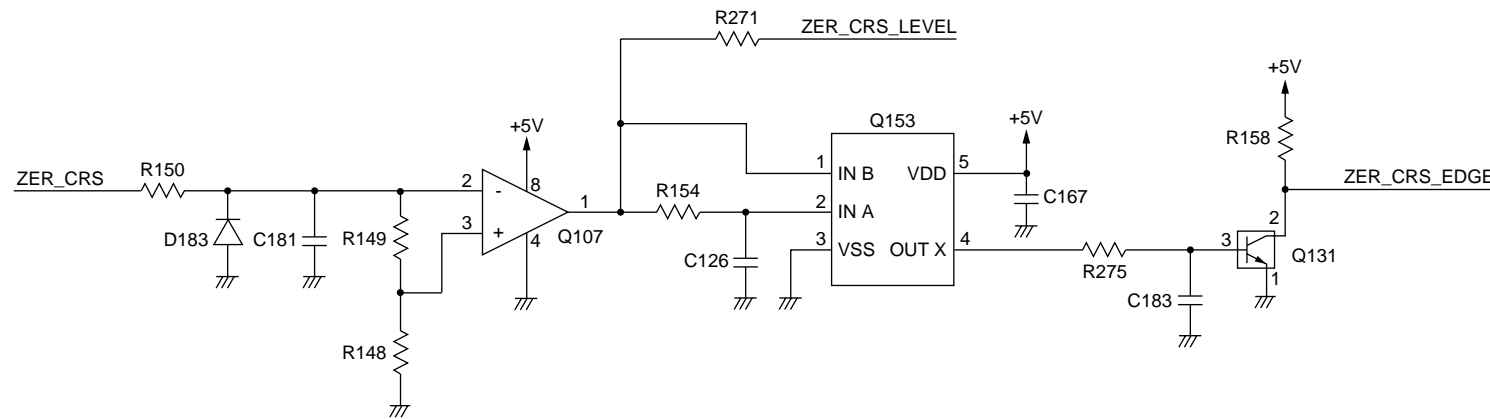 R271
ZER_CRS_LEVEL
+5V
+5V
Q153
+5V
R158
R150
ZER_CRS
8
1
IN B
VDD
5
ZER_CRS_EDGE
2
-
1
R154
2
IN A
C167
2
D183
C181
R149
3
+
4
Q107
C126
3
VSS
OUT X
4
R275
3
Q131
1
C183
R148